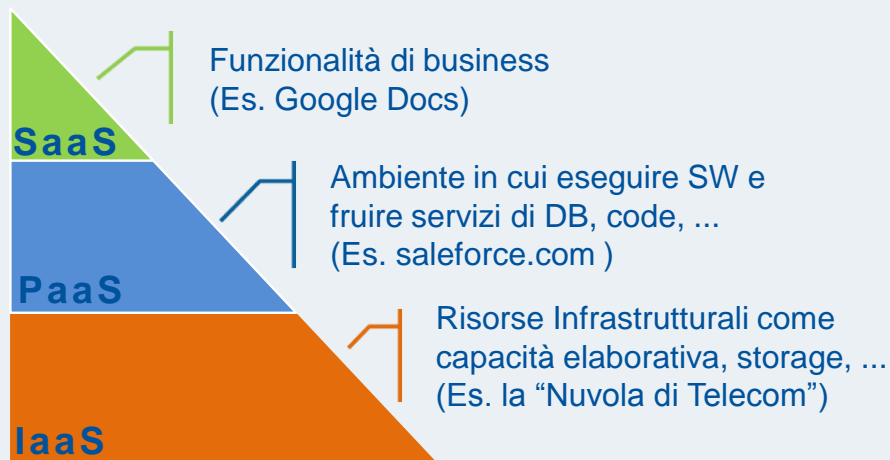 Funzionalità di business
(Es. Google Docs)
SaaS
Ambiente in cui eseguire SW e
fruire servizi di DB, code, ...
(Es. saleforce.com )
PaaS
Risorse Infrastrutturali come
capacità elaborativa, storage, ...
(Es. la “Nuvola di Telecom”)
IaaS